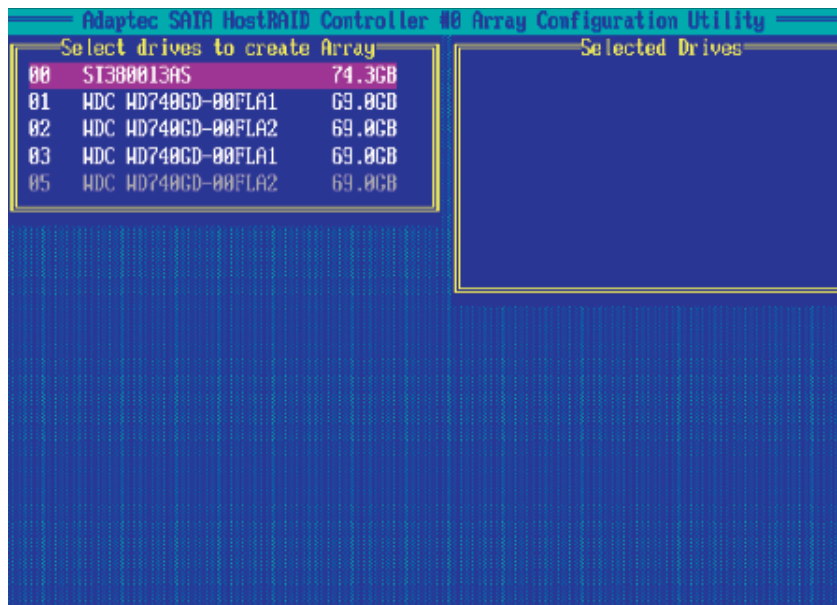 Adaptec SATA HostRAID Controller #0 Array Configuration Utility
Select drives to create Array
00 ST380013AS 74.3GB
01 WDC WD740GD-00FLA1 69.0GB
02 WDC WD740GD-00FLA2 69.0GB
03 WDC WD740GD-00FLA1 69.0GB
05 WDC WD740GD-00FLA2 69.0GB
Selected Drives